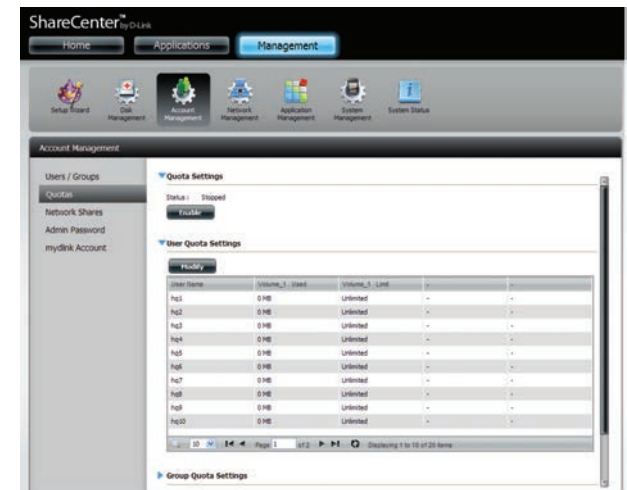 ShareCenter™ by D-Link
Home Applications Management
Setup Wizard Disk Management Account Management Network Management Application Management System Management System Status
Account Management
Users / Groups
Quotas
Network Shares
Admin Password
mydlink Account
Quota Settings
Status : Stopped
Enable
User Quota Settings
Modify
User Name Volume_1 : Used Volume_1 : Limit - -
hq1 0 MB Unlimited - -
hq2 0 MB Unlimited - -
hq3 0 MB Unlimited - -
hq4 0 MB Unlimited - -
hq5 0 MB Unlimited - -
hq6 0 MB Unlimited - -
hq7 0 MB Unlimited - -
hq8 0 MB Unlimited - -
hq9 0 MB Unlimited - -
hq10 0 MB Unlimited - -
10 Page 1 of 2 Displaying 1 to 10 of 20 items
Group Quota Settings